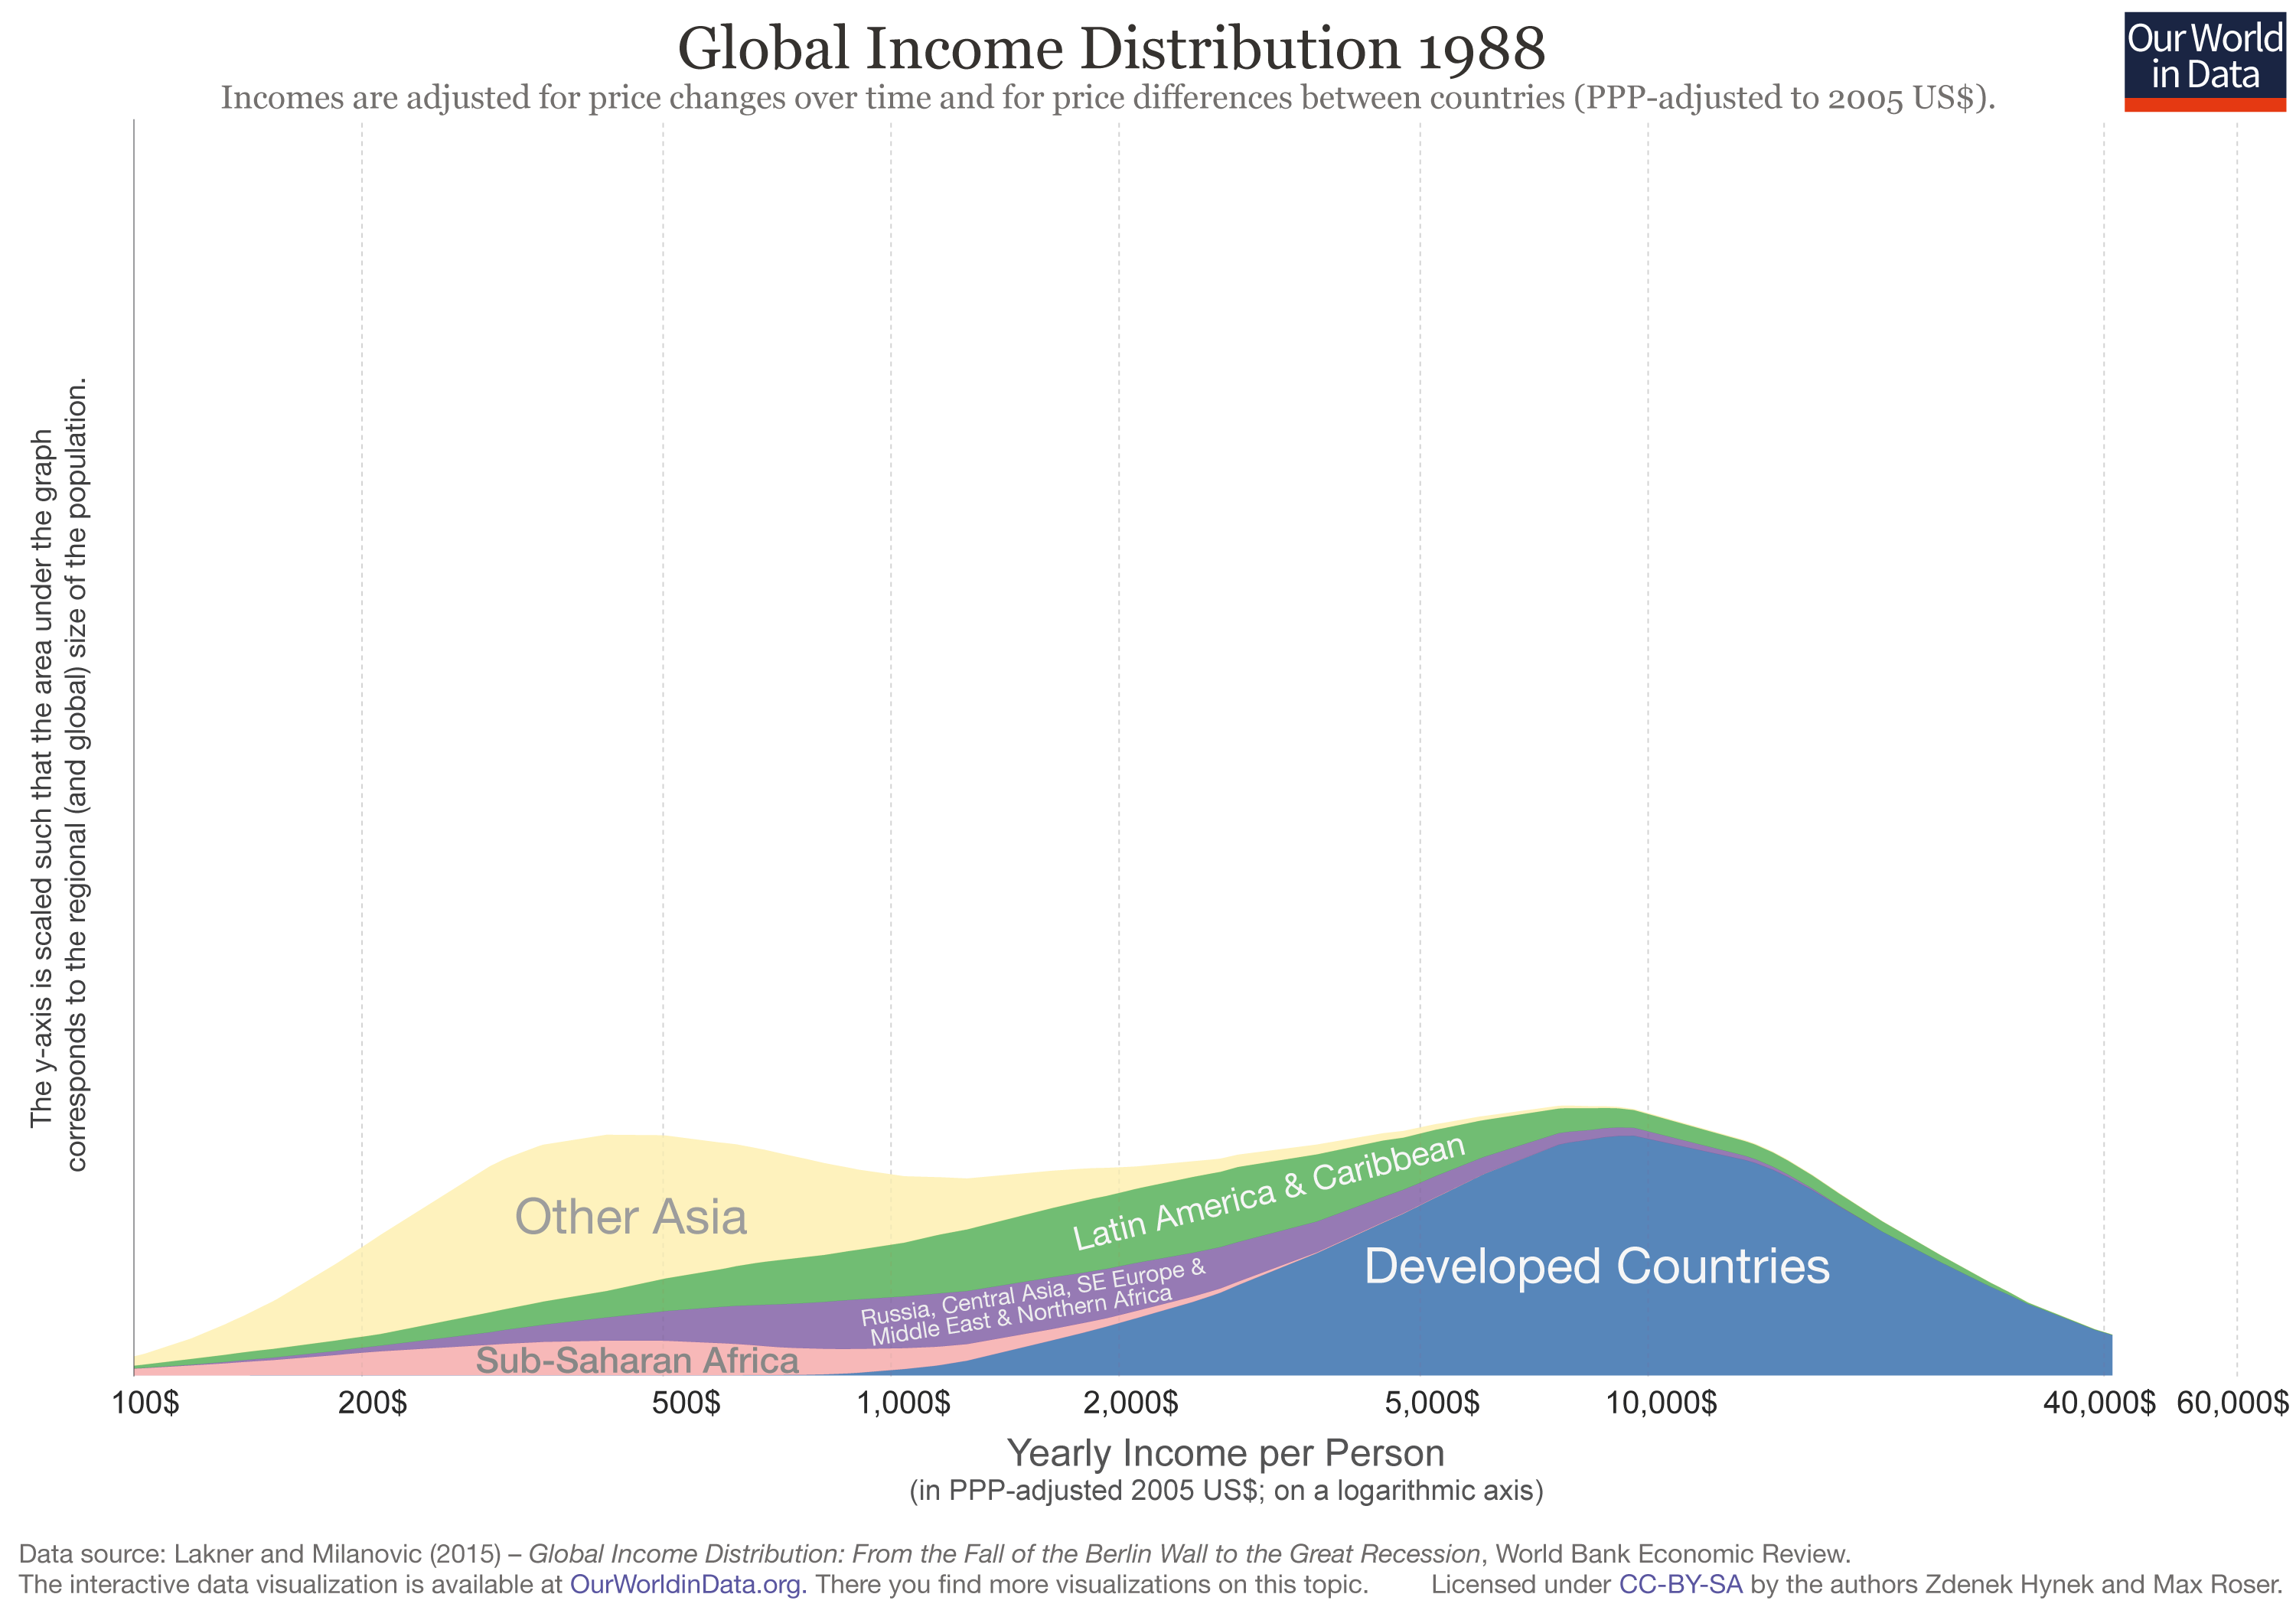 Global Income Distribution 1988
Incomes are adjusted for price changes over time and for price differences between countries (PPP-adjusted to 2005 US$).
Our World
in Data
The y-axis is scaled such that the area under the graph
corresponds to the regional (and global) size of the population.
Other Asia
Latin America & Caribbean
Russia, Central Asia, SE Europe &
Middle East & Northern Africa
Sub-Saharan Africa
Developed Countries
100$ 200$ 500$ 1,000$ 2,000$ 5,000$ 10,000$ 40,000$ 60,000$
Yearly Income per Person
(in PPP-adjusted 2005 US$; on a logarithmic axis)
Data source: Lakner and Milanovic (2015) – Global Income Distribution: From the Fall of the Berlin Wall to the Great Recession, World Bank Economic Review.
The interactive data visualization is available at OurWorldinData.org. There you find more visualizations on this topic. Licensed under CC-BY-SA by the authors Zdenek Hynek and Max Roser.